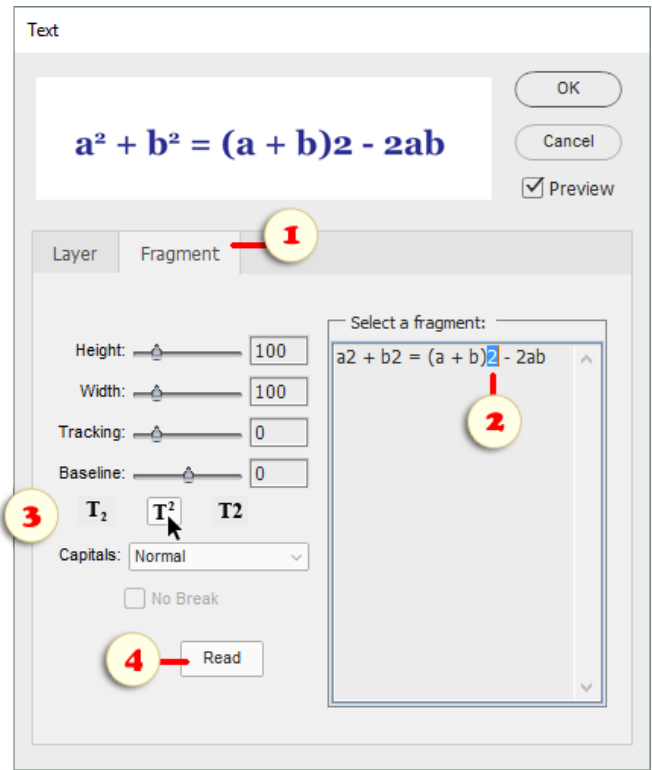 Text
OK
a² + b² = (a + b)2 - 2ab
Cancel
Preview
1
Layer
Fragment
Select a fragment:
Height: 100
a2 + b2 = (a + b)2 - 2ab
Width: 100
2
Tracking: 0
Baseline: 0
3
T₂ T² T2
Capitals: Normal
No Break
4
Read